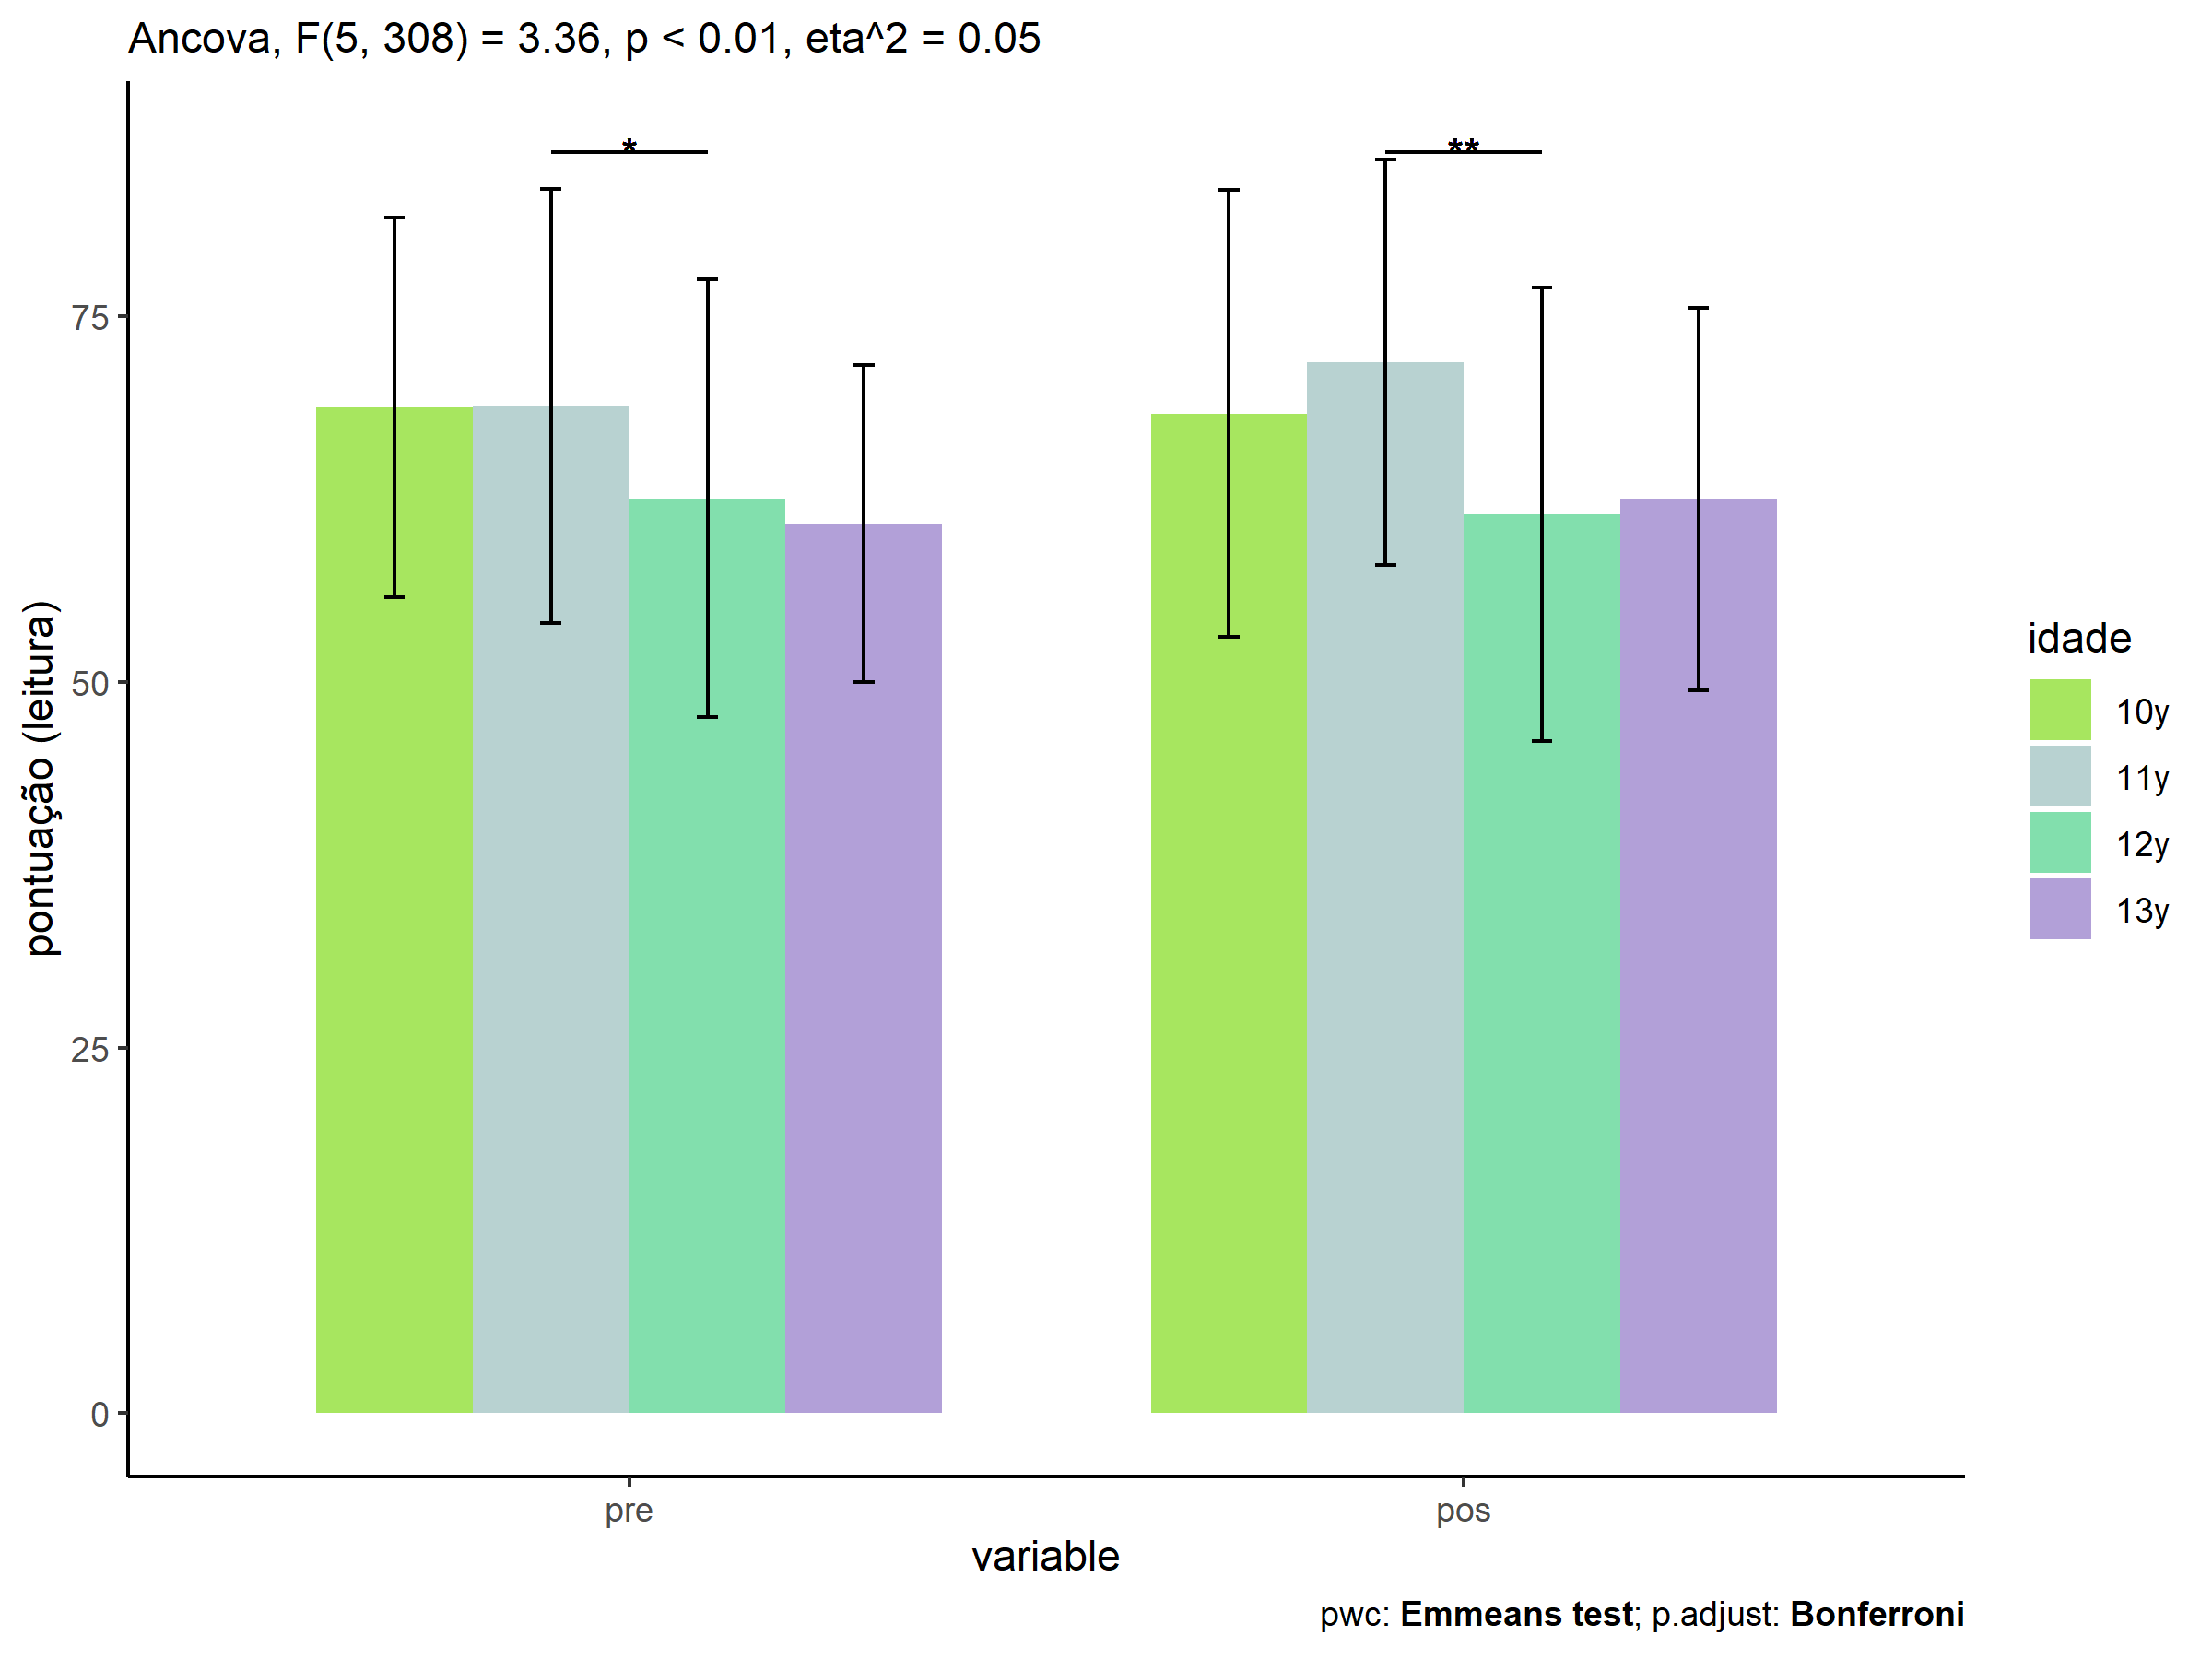 Ancova, F(5, 308) = 3.36, p < 0.01, eta^2 = 0.05
*
**
75
50
25
0
pontuação (leitura)
pre
pos
variable
idade
10y
11y
12y
13y
pwc: Emmeans test; p.adjust: Bonferroni